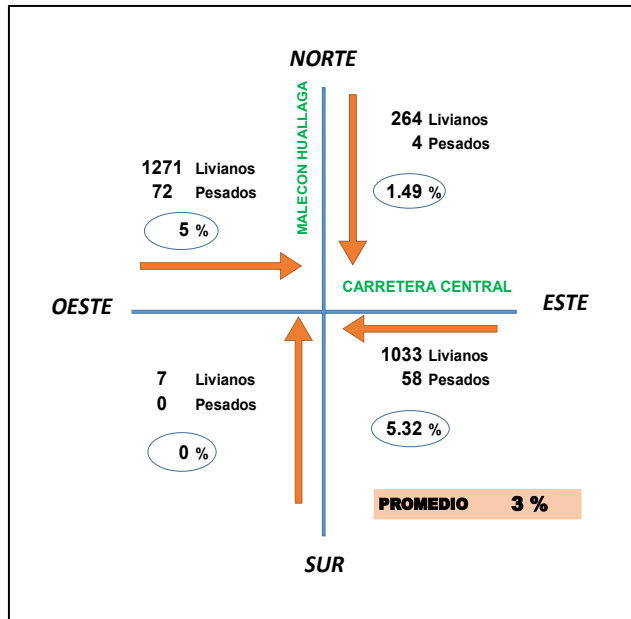 NORTE
MALECON HUALLAGA
264 Livianos
4 Pesados
1.49 %
1271 Livianos
72 Pesados
5 %
CARRETERA CENTRAL
OESTE
ESTE
1033 Livianos
58 Pesados
5.32 %
7 Livianos
0 Pesados
0 %
PROMEDIO 3 %
SUR